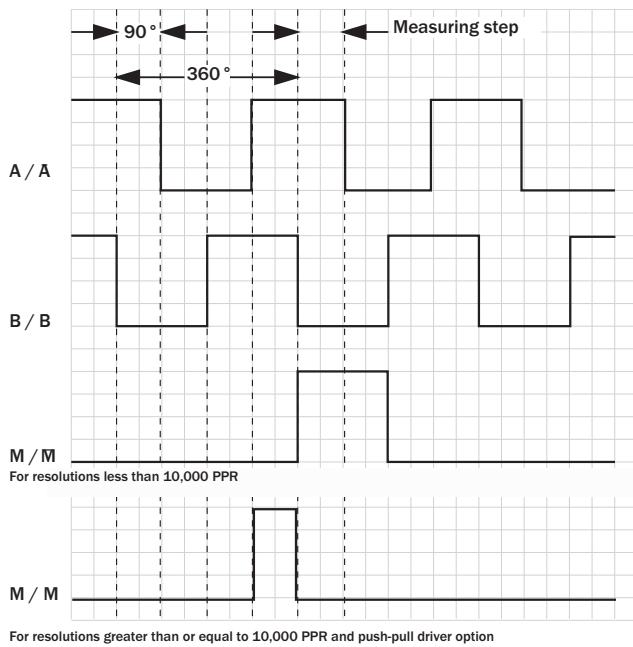 90° Measuring step
360°
A / A̅
B / B
M / M̅
For resolutions less than 10,000 PPR
M / M
For resolutions greater than or equal to 10,000 PPR and push-pull driver option